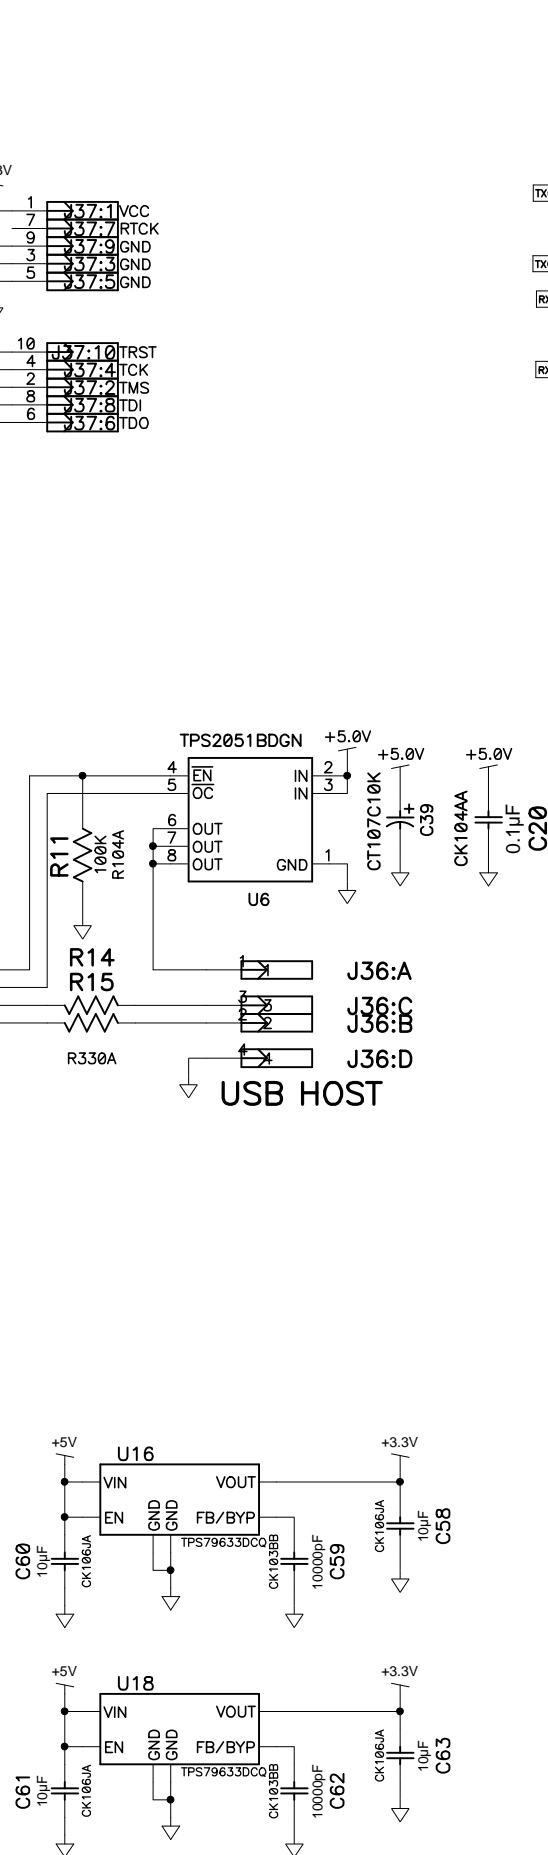 1 J37:1 VCC
7 J37:7 RTCK
9 J37:9 GND
3 J37:3 GND
5 J37:5 GND
10 J37:10 TRST
4 J37:4 TCK
2 J37:2 TMS
8 J37:8 TDI
6 J37:6 TDO
TPS2051BDGN
+5.0V
+5.0V
+5.0V
4 EN
5 OC
6 OUT
7 OUT
8 OUT
IN 2
IN 3
GND 1
U6
R11
100K
R104A
CT107C10K
+
C39
CK104AA
0.1µF
C20
R14
R15
R330A
1 1 J36:A
3 3 J36:C
2 2 J36:B
4 4 J36:D
USB HOST
+5V
U16
+3.3V
VIN
VOUT
EN
GND
GND
FB/BYP
TPS79633DCQ
C60
10µF
CK106JA
CK103BB
10000pF
C59
CK106JA
10µF
C58
+5V
U18
+3.3V
VIN
VOUT
EN
GND
GND
FB/BYP
TPS79633DCQ
C61
10µF
CK106JA
CK103BB
10000pF
C62
CK106JA
10µF
C63